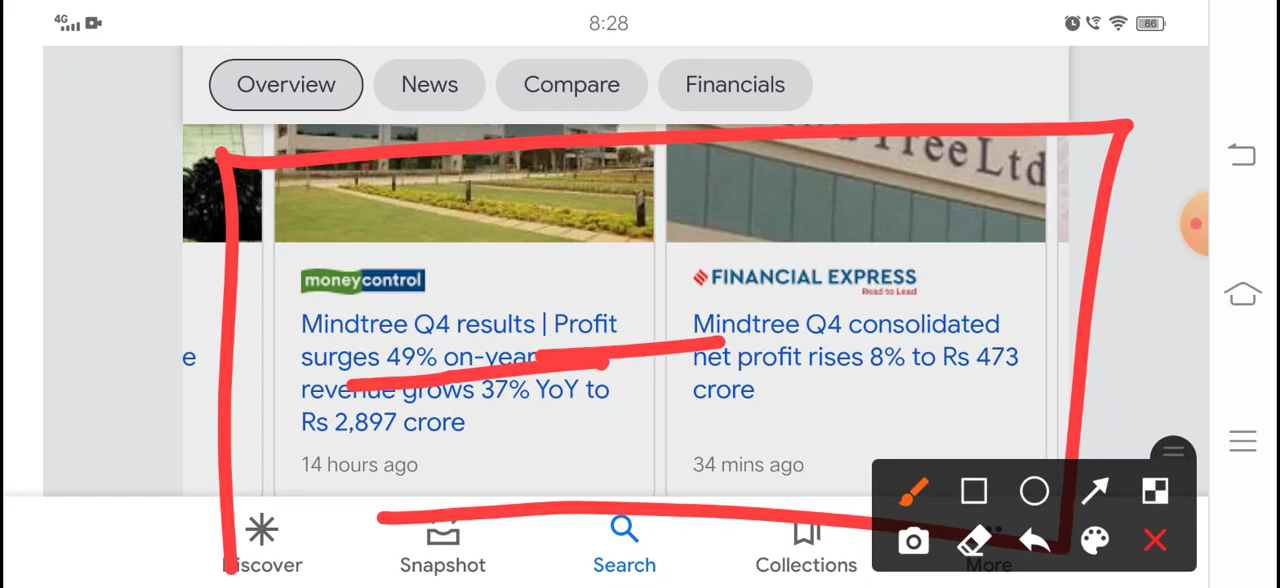 4G
8:28
86
Overview
News
Compare
Financials
TreeLtd
moneycontrol
FINANCIAL EXPRESS
Read to Lead
Mindtree Q4 results | Profit
surges 49% on-year
revenue grows 37% YoY to
Rs 2,897 crore
14 hours ago
Mindtree Q4 consolidated
net profit rises 8% to Rs 473
crore
34 mins ago
e
Discover
Snapshot
Search
Collections
More